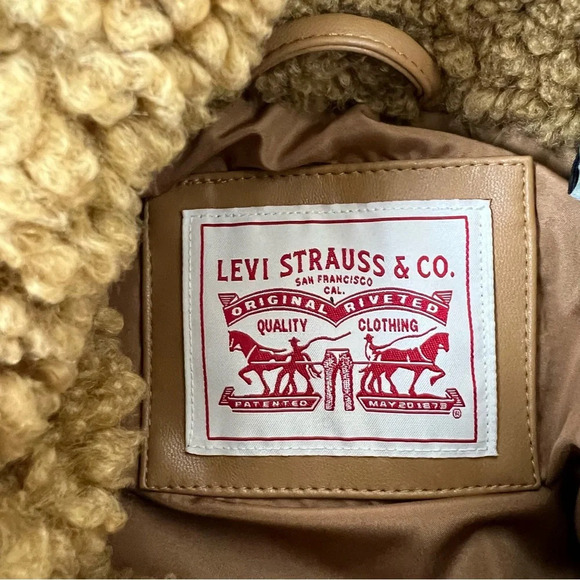 LEVI STRAUSS & CO.
SAN FRANCISCO
CAL.
ORIGINAL RIVETED
QUALITY CLOTHING
PATENTED MAY 20 1873
®